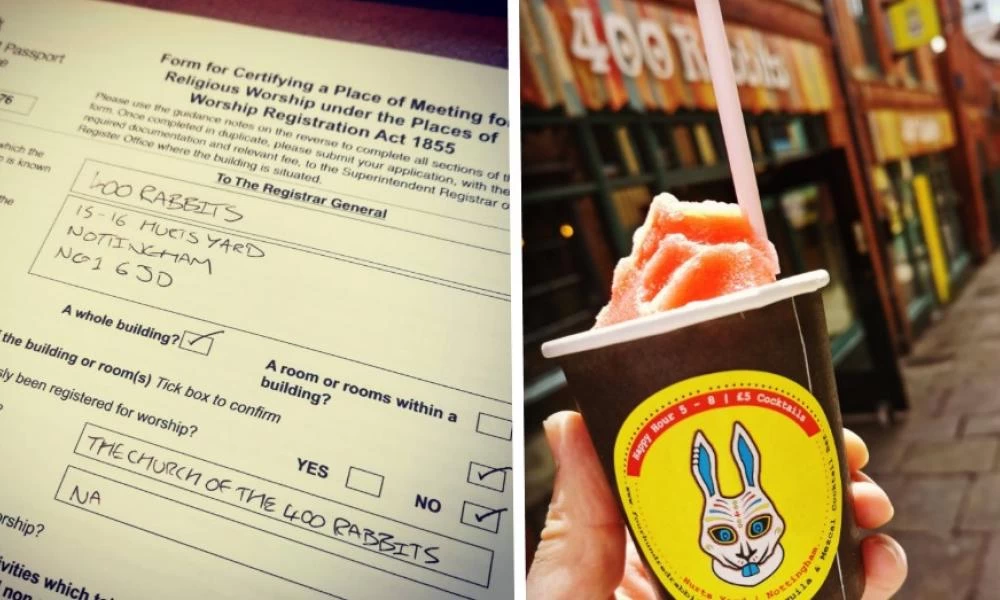 Passport
76
which the
is known
Form for Certifying a Place of Meeting for
Religious Worship under the Places of
Worship Registration Act 1855
Please use the guidance notes on the reverse to complete all sections of
form. Once completed in duplicate, please submit your application, with the
required documentation and relevant fee, to the Superintendent Registrar
Register Office where the building is situated.
To The Registrar General
400 RABBITS
15-16 HURTS YARD
NOTTINGHAM
NG1 6JD
A whole building?
A room or rooms within a
building?
the building or room(s) Tick box to confirm
been registered for worship?
YES
NO
THE CHURCH OF THE 400 RABBITS
NA
which
400 Rabbits
Happy Hour 5 - 8 | £5 Cocktails
Hurts Yard | Nottingham
& Mezcal Cocktail